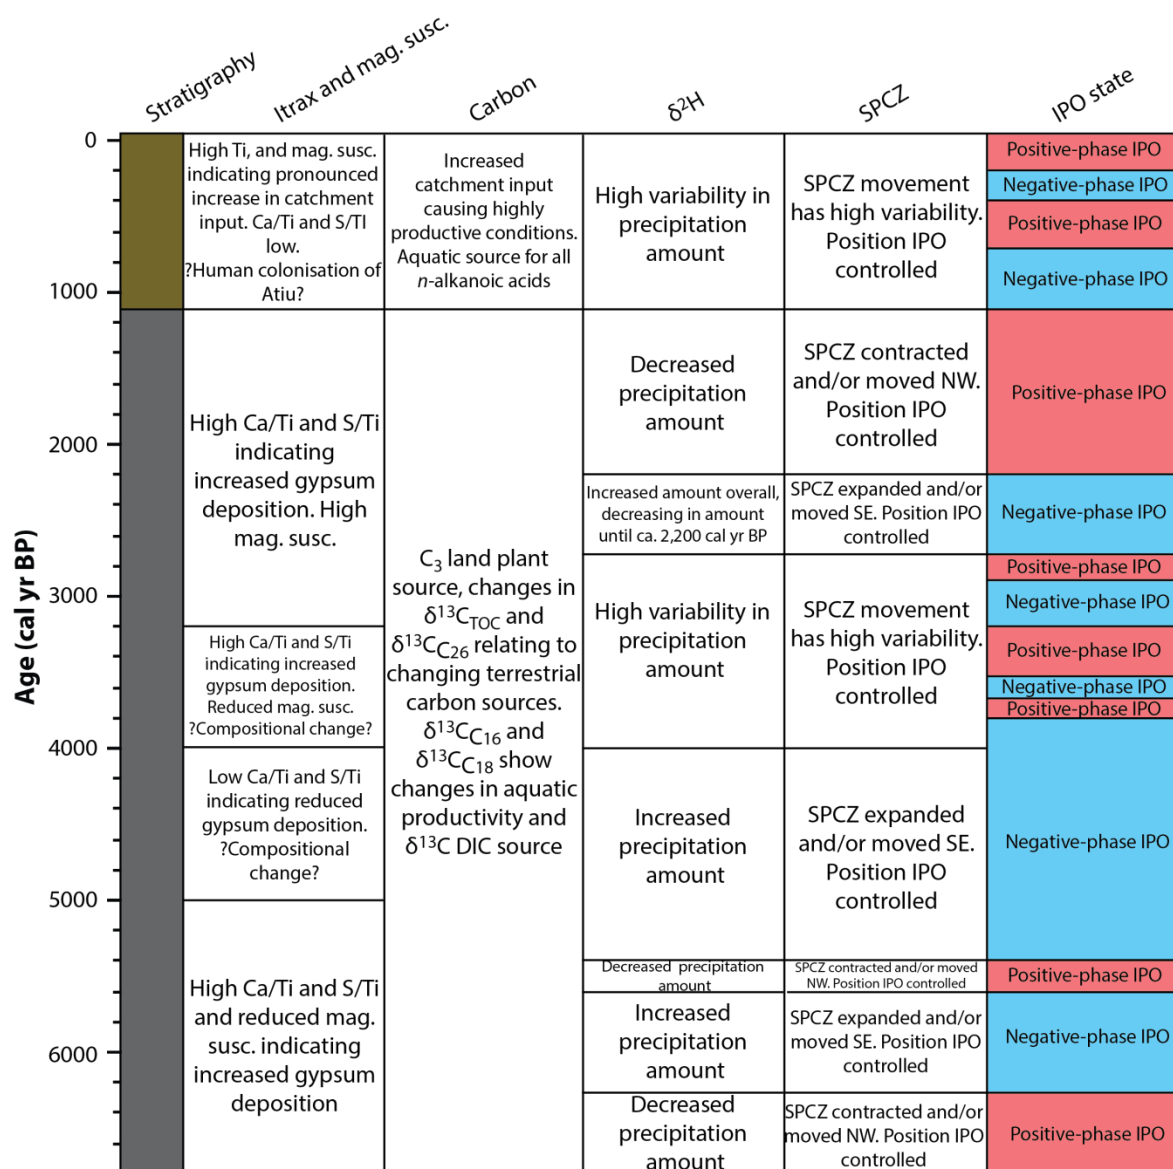 Stratigraphy
Itrax and mag. susc.
Carbon
δ²H
SPCZ
IPO state
Age (cal yr BP)
0
1000
2000
3000
4000
5000
6000
High Ti, and mag. susc.
indicating pronounced
increase in catchment
input. Ca/Ti and S/TI
low.
?Human colonisation of
Atiu?
High Ca/Ti and S/Ti
indicating
increased gypsum
deposition. High
mag. susc.
High Ca/Ti and S/Ti
indicating increased
gypsum deposition.
Reduced mag. susc.
?Compositional change?
Low Ca/Ti and S/Ti
indicating reduced
gypsum deposition.
?Compositional
change?
High Ca/Ti and S/Ti
and reduced mag.
susc. indicating
increased gypsum
deposition
Increased
catchment input
causing highly
productive conditions.
Aquatic source for all
n-alkanoic acids
C₃ land plant
source, changes in
δ¹³C_TOC and
δ¹³C_C26 relating to
changing terrestrial
carbon sources.
δ¹³C_C16 and
δ¹³C_C18 show
changes in aquatic
productivity and
δ¹³C DIC source
High variability in
precipitation
amount
Decreased
precipitation
amount
Increased amount overall,
decreasing in amount
until ca. 2,200 cal yr BP
High variability in
precipitation
amount
Increased
precipitation
amount
Decreased precipitation
amount
Increased
precipitation
amount
Decreased
precipitation
amount
SPCZ movement
has high variability.
Position IPO
controlled
SPCZ contracted
and/or moved NW.
Position IPO
controlled
SPCZ expanded and/or
moved SE. Position IPO
controlled
SPCZ movement
has high variability.
Position IPO
controlled
SPCZ expanded
and/or moved SE.
Position IPO
controlled
SPCZ contracted and/or moved
NW. Position IPO controlled
SPCZ expanded and/or
moved SE. Position IPO
controlled
SPCZ contracted and/or
moved NW. Position IPO
controlled
Positive-phase IPO
Negative-phase IPO
Positive-phase IPO
Negative-phase IPO
Positive-phase IPO
Negative-phase IPO
Positive-phase IPO
Negative-phase IPO
Positive-phase IPO
Negative-phase IPO
Positive-phase IPO
Negative-phase IPO
Positive-phase IPO
Negative-phase IPO
Positive-phase IPO